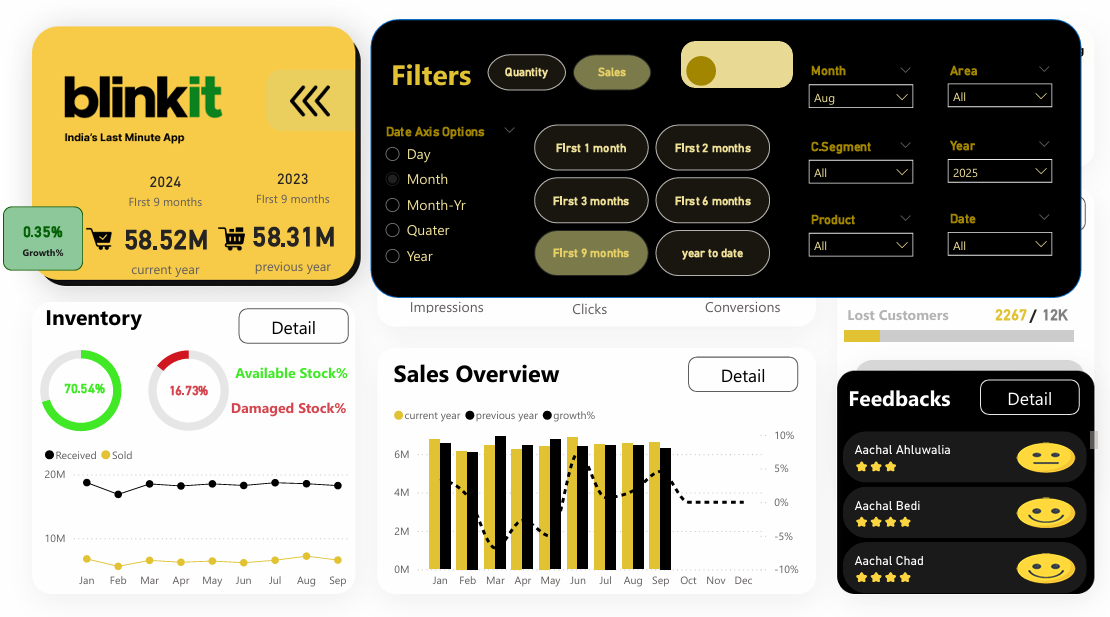 blinkit
India's Last Minute App
2024
FIrst 9 months
58.52M
current year
2023
FIrst 9 months
58.31M
previous year
0.35%
Growth%
Filters
Quantity
Sales
Date Axis Options
Day
Month
Month-Yr
Quater
Year
FIrst 1 month
FIrst 2 months
FIrst 3 months
FIrst 6 months
FIrst 9 months
year to date
Month
Aug
Area
All
C.Segment
All
Year
2025
Product
All
Date
All
Inventory
Detail
70.54%
16.73%
Available Stock%
Damaged Stock%
Received
Sold
20M
10M
Jan Feb Mar Apr May Jun Jul Aug Sep
Impressions
Clicks
Conversions
Sales Overview
Detail
current year
previous year
growth%
6M
4M
2M
0M
10%
5%
0%
-5%
-10%
Jan Feb Mar Apr May Jun Jul Aug Sep Oct Nov Dec
Lost Customers
2267 / 12K
Feedbacks
Detail
Aachal Ahluwalia
Aachal Bedi
Aachal Chad